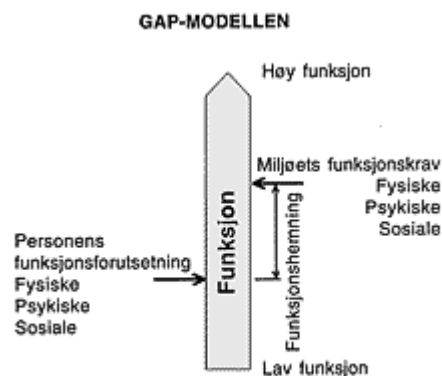 GAP-MODELLEN
Høy funksjon
Miljøets funksjonskrav
Fysiske
Psykiske
Sosiale
Funksjon
Funksjonshemning
Personens
funksjonsforutsetning
Fysiske
Psykiske
Sosiale
Lav funksjon